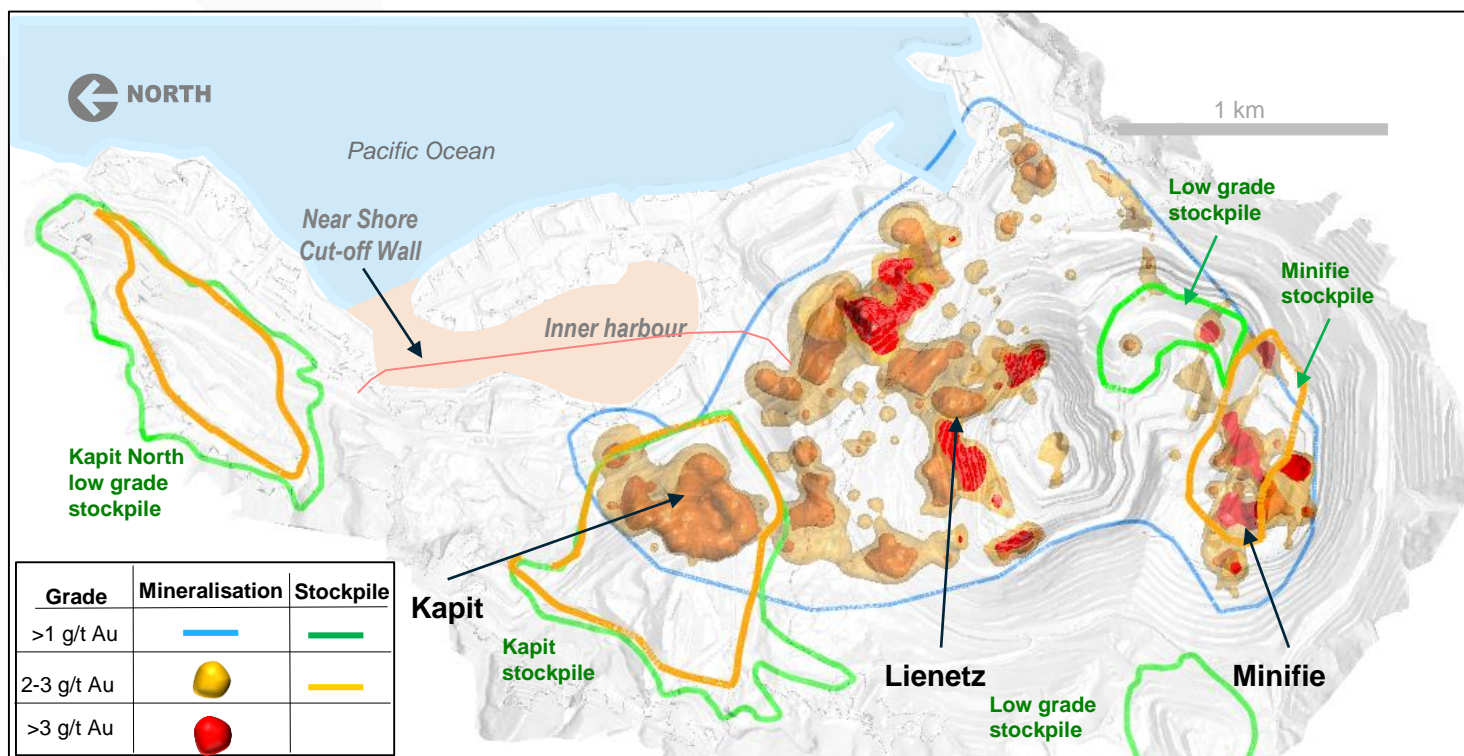 NORTH
Pacific Ocean
1 km
Near Shore
Cut-off Wall
Inner harbour
Low grade
stockpile
Minifie
stockpile
Kapit North
low grade
stockpile
Kapit
Kapit
stockpile
Lienetz
Low grade
stockpile
Minifie
Grade Mineralisation Stockpile
>1 g/t Au
2-3 g/t Au
>3 g/t Au